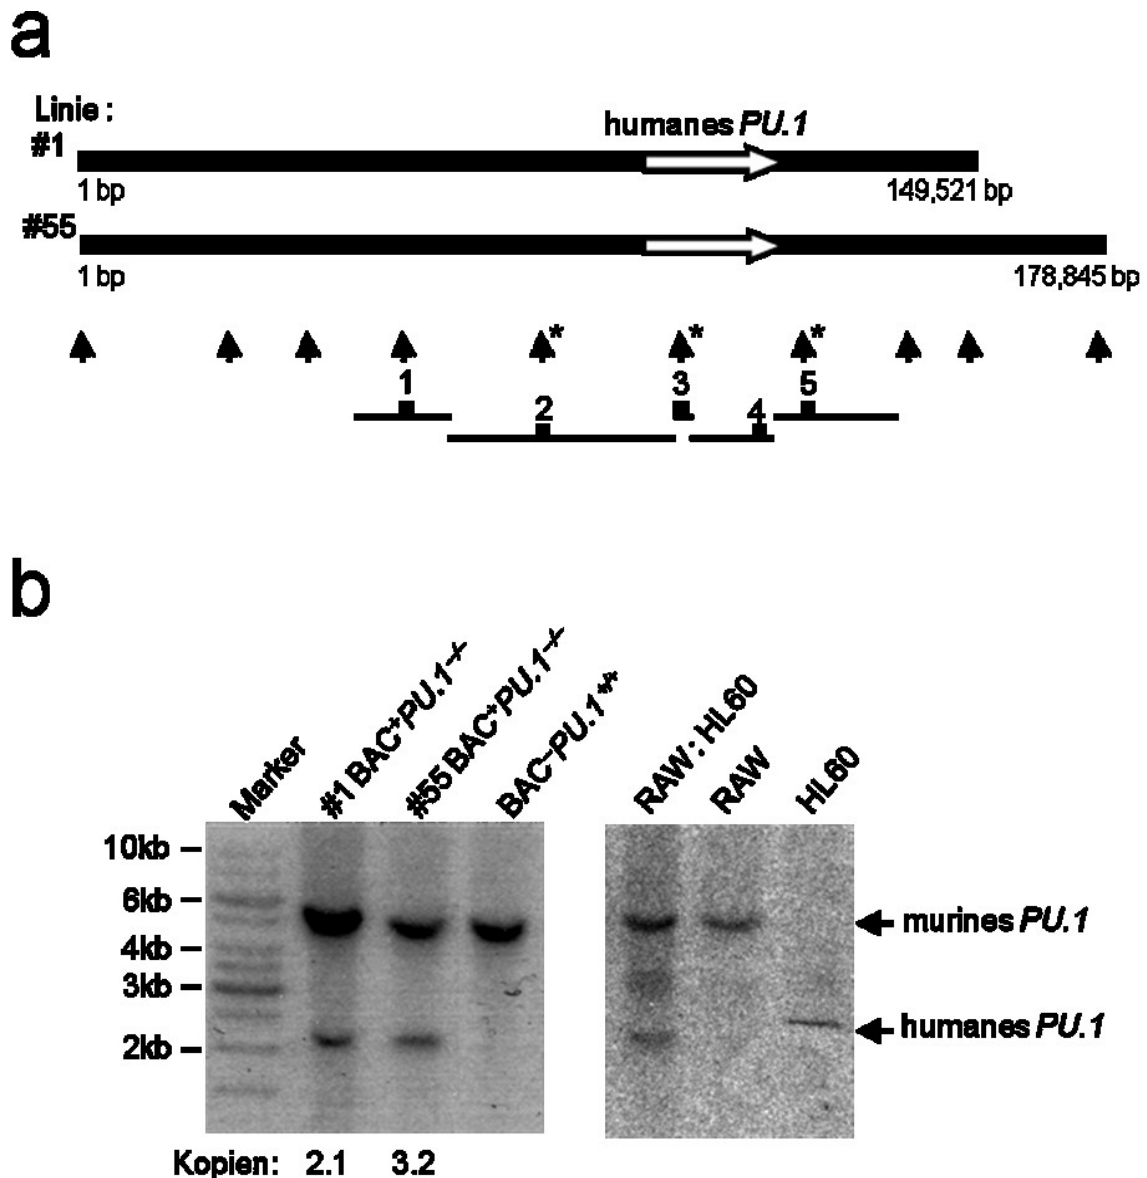 a
Linie :
#1
humanes PU.1
1 bp
149,521 bp
#55
1 bp
178,845 bp
* * *
1 3 5
2 4
b
Marker
#1 BAC⁺PU.1⁻/⁻
#55 BAC⁺PU.1⁻/⁻
BAC⁻PU.1⁺/⁺
RAW : HL60
RAW
HL60
10kb
6kb
4kb
3kb
2kb
murines PU.1
humanes PU.1
Kopien: 2.1 3.2